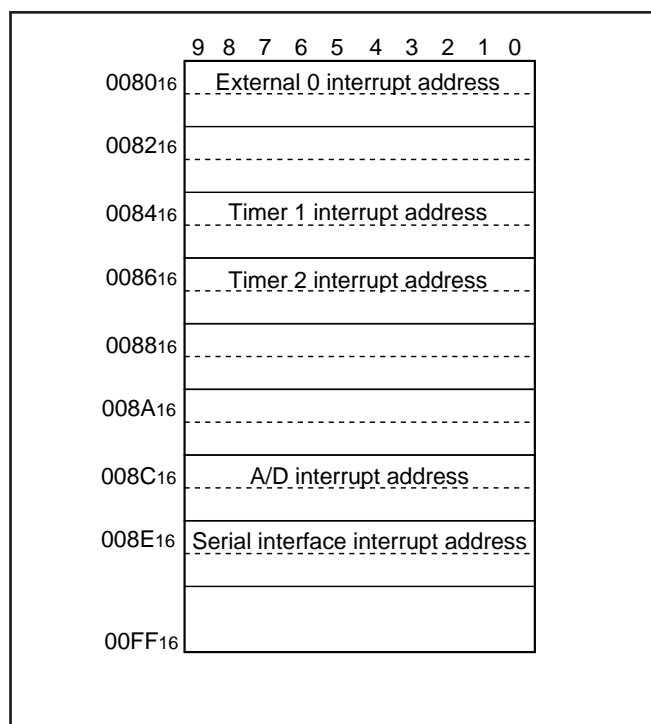 9 8 7 6 5 4 3 2 1 0
008016 External 0 interrupt address
008216
008416 Timer 1 interrupt address
008616 Timer 2 interrupt address
008816
008A16
008C16 A/D interrupt address
008E16 Serial interface interrupt address
00FF16